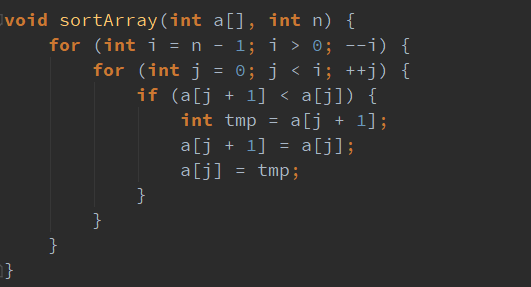 void sortArray(int a[], int n) {
    for (int i = n - 1; i > 0; --i) {
        for (int j = 0; j < i; ++j) {
            if (a[j + 1] < a[j]) {
                int tmp = a[j + 1];
                a[j + 1] = a[j];
                a[j] = tmp;
            }
        }
    }
}